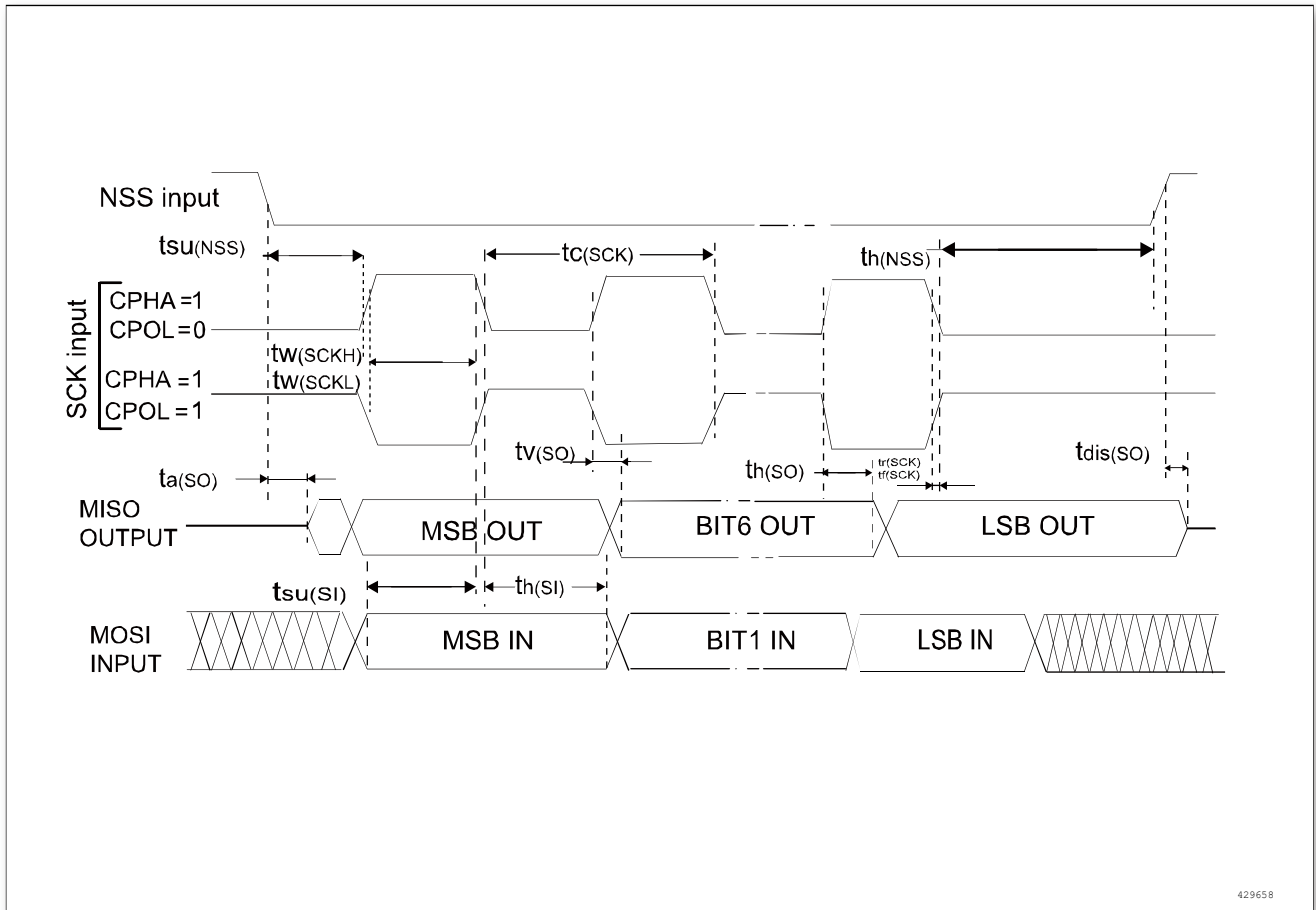 NSS input
tsu(NSS)
tc(SCK)
th(NSS)
SCK input
CPHA =1
CPOL=0
tw(SCKH)
CPHA =1
tw(SCKL)
CPOL = 1
tv(SO)
th(SO)
tr(SCK)
tf(SCK)
tdis(SO)
ta(SO)
MISO
OUTPUT
MSB OUT
BIT6 OUT
LSB OUT
tsu(SI)
th(SI)
MOSI
INPUT
MSB IN
BIT1 IN
LSB IN
429658